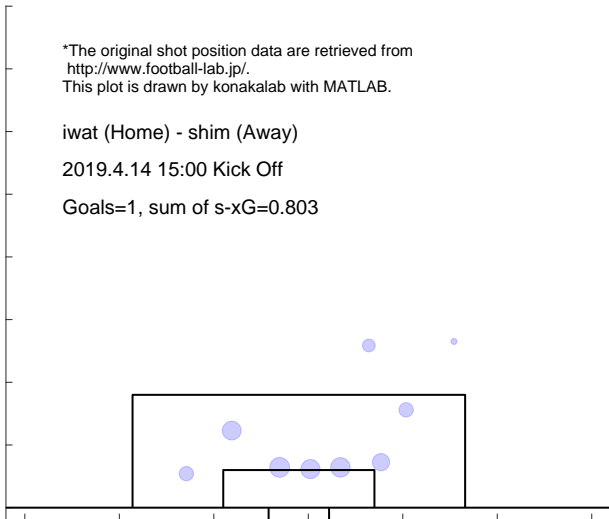 *The original shot position data are retrieved from
http://www.football-lab.jp/.
This plot is drawn by konakalab with MATLAB.
iwat (Home) - shim (Away)
2019.4.14 15:00 Kick Off
Goals=1, sum of s-xG=0.803